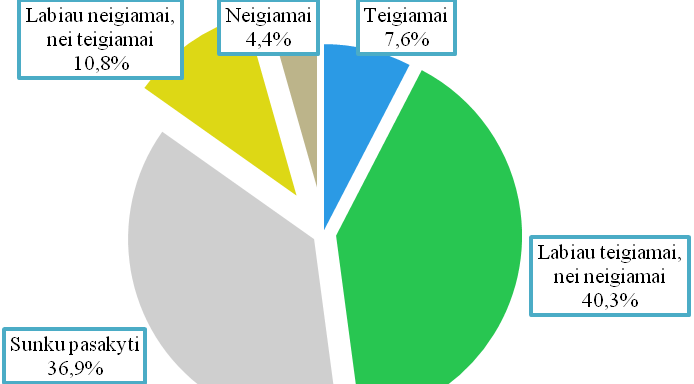 Labiau neigiamai,
nei teigiamai
10,8%
Neigiamai
4,4%
Teigiamai
7,6%
Labiau teigiamai,
nei neigiamai
40,3%
Sunku pasakyti
36,9%